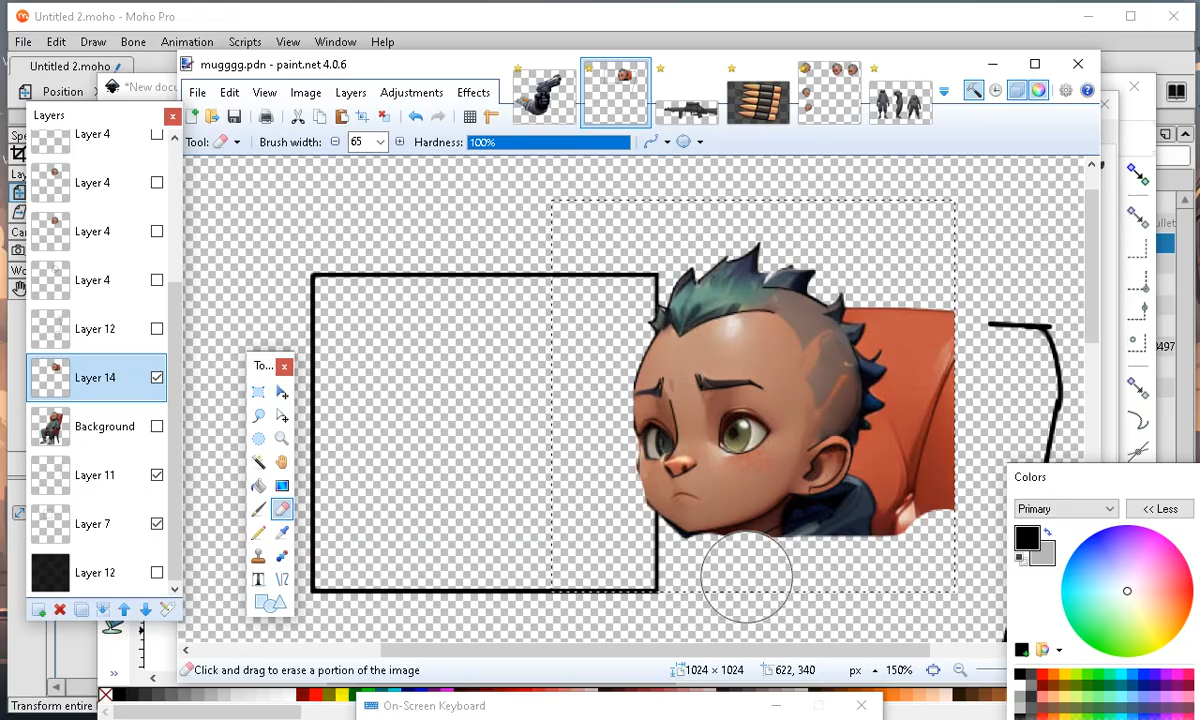 Untitled 2.moho - Moho Pro
File Edit Draw Bone Animation Scripts View Window Help
Untitled 2.moho
*New docu
Position
mugggg.pdn - paint.net 4.0.6
File Edit View Image Layers Adjustments Effects
Tool: Brush width: 65 Hardness: 100%
Layers
Layer 4
Layer 4
Layer 4
Layer 4
Layer 12
Layer 14
Background
Layer 11
Layer 7
Layer 12
To...
ullet
0497
Colors
Primary
<< Less
Click and drag to erase a portion of the image
1024 × 1024
622, 340
px
150%
Transform entire
On-Screen Keyboard